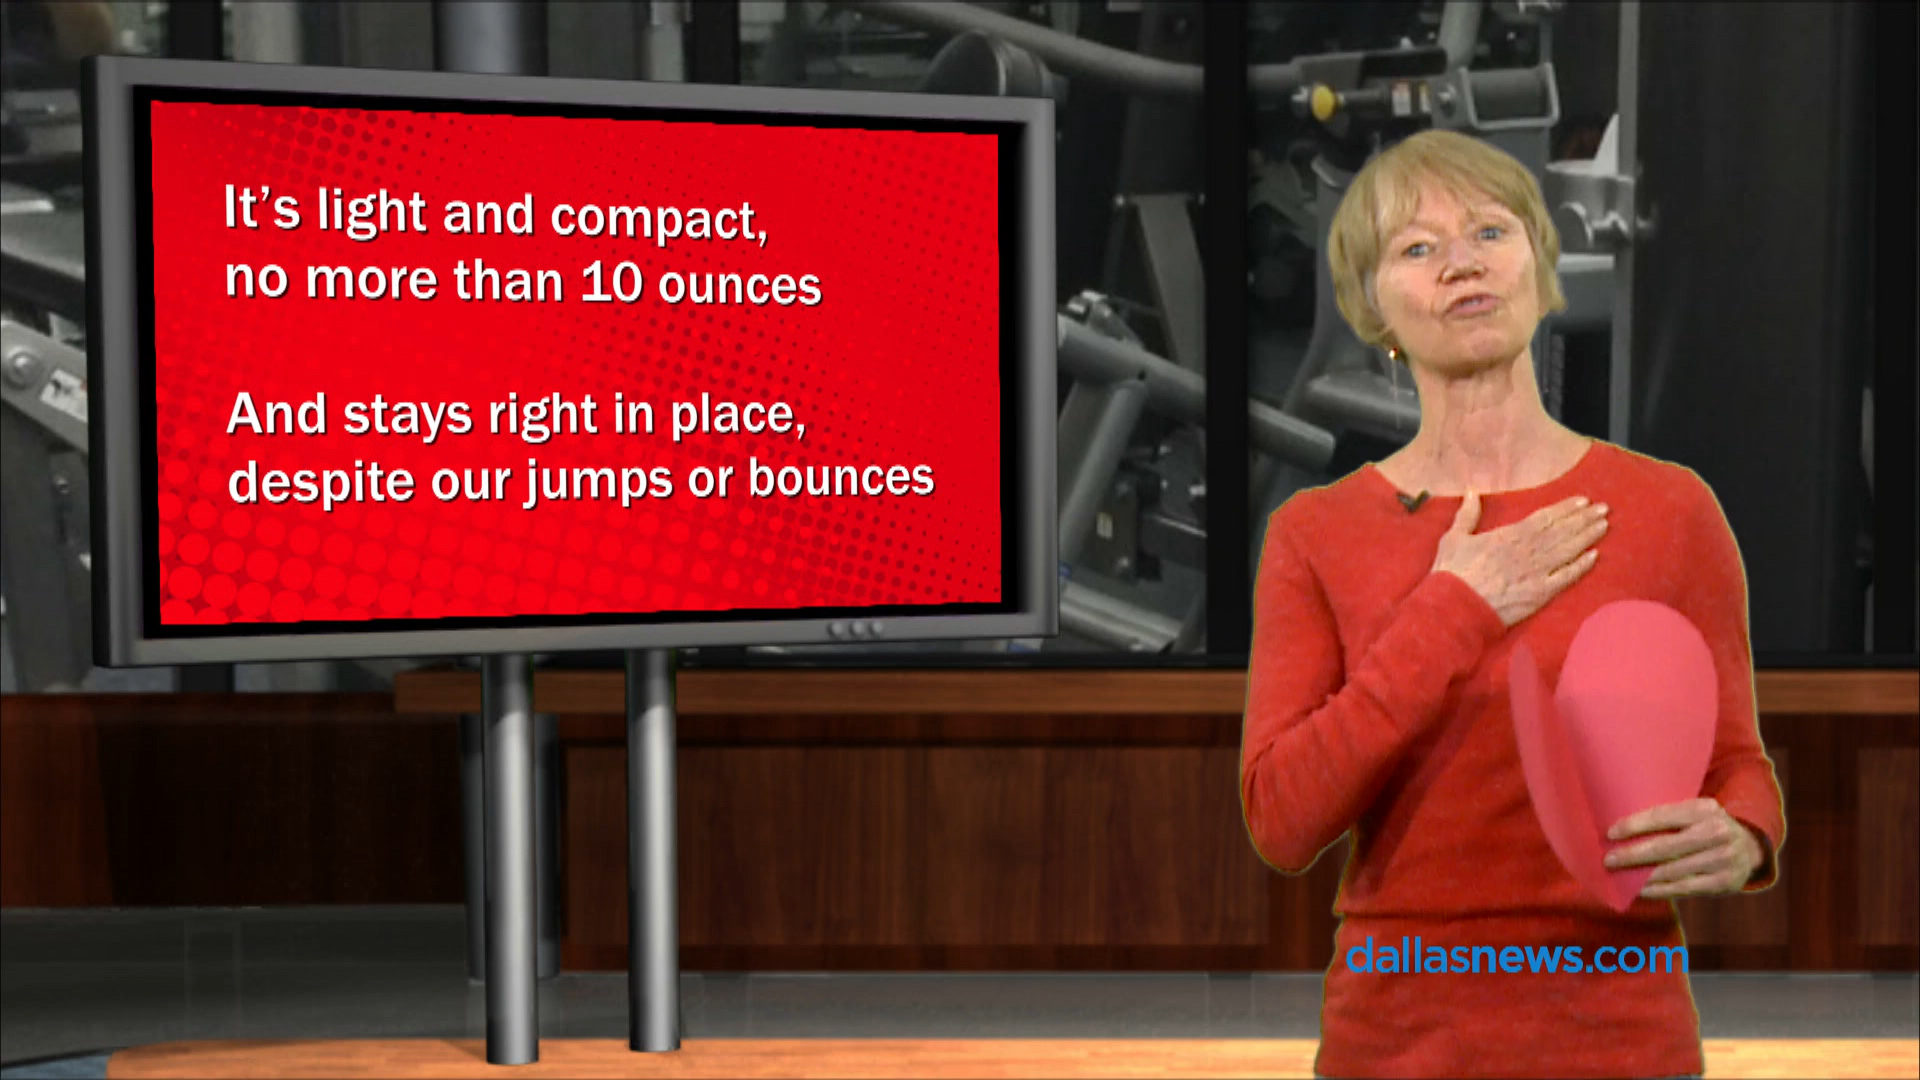 It's light and compact,
no more than 10 ounces
And stays right in place,
despite our jumps or bounces
dallasnews.com